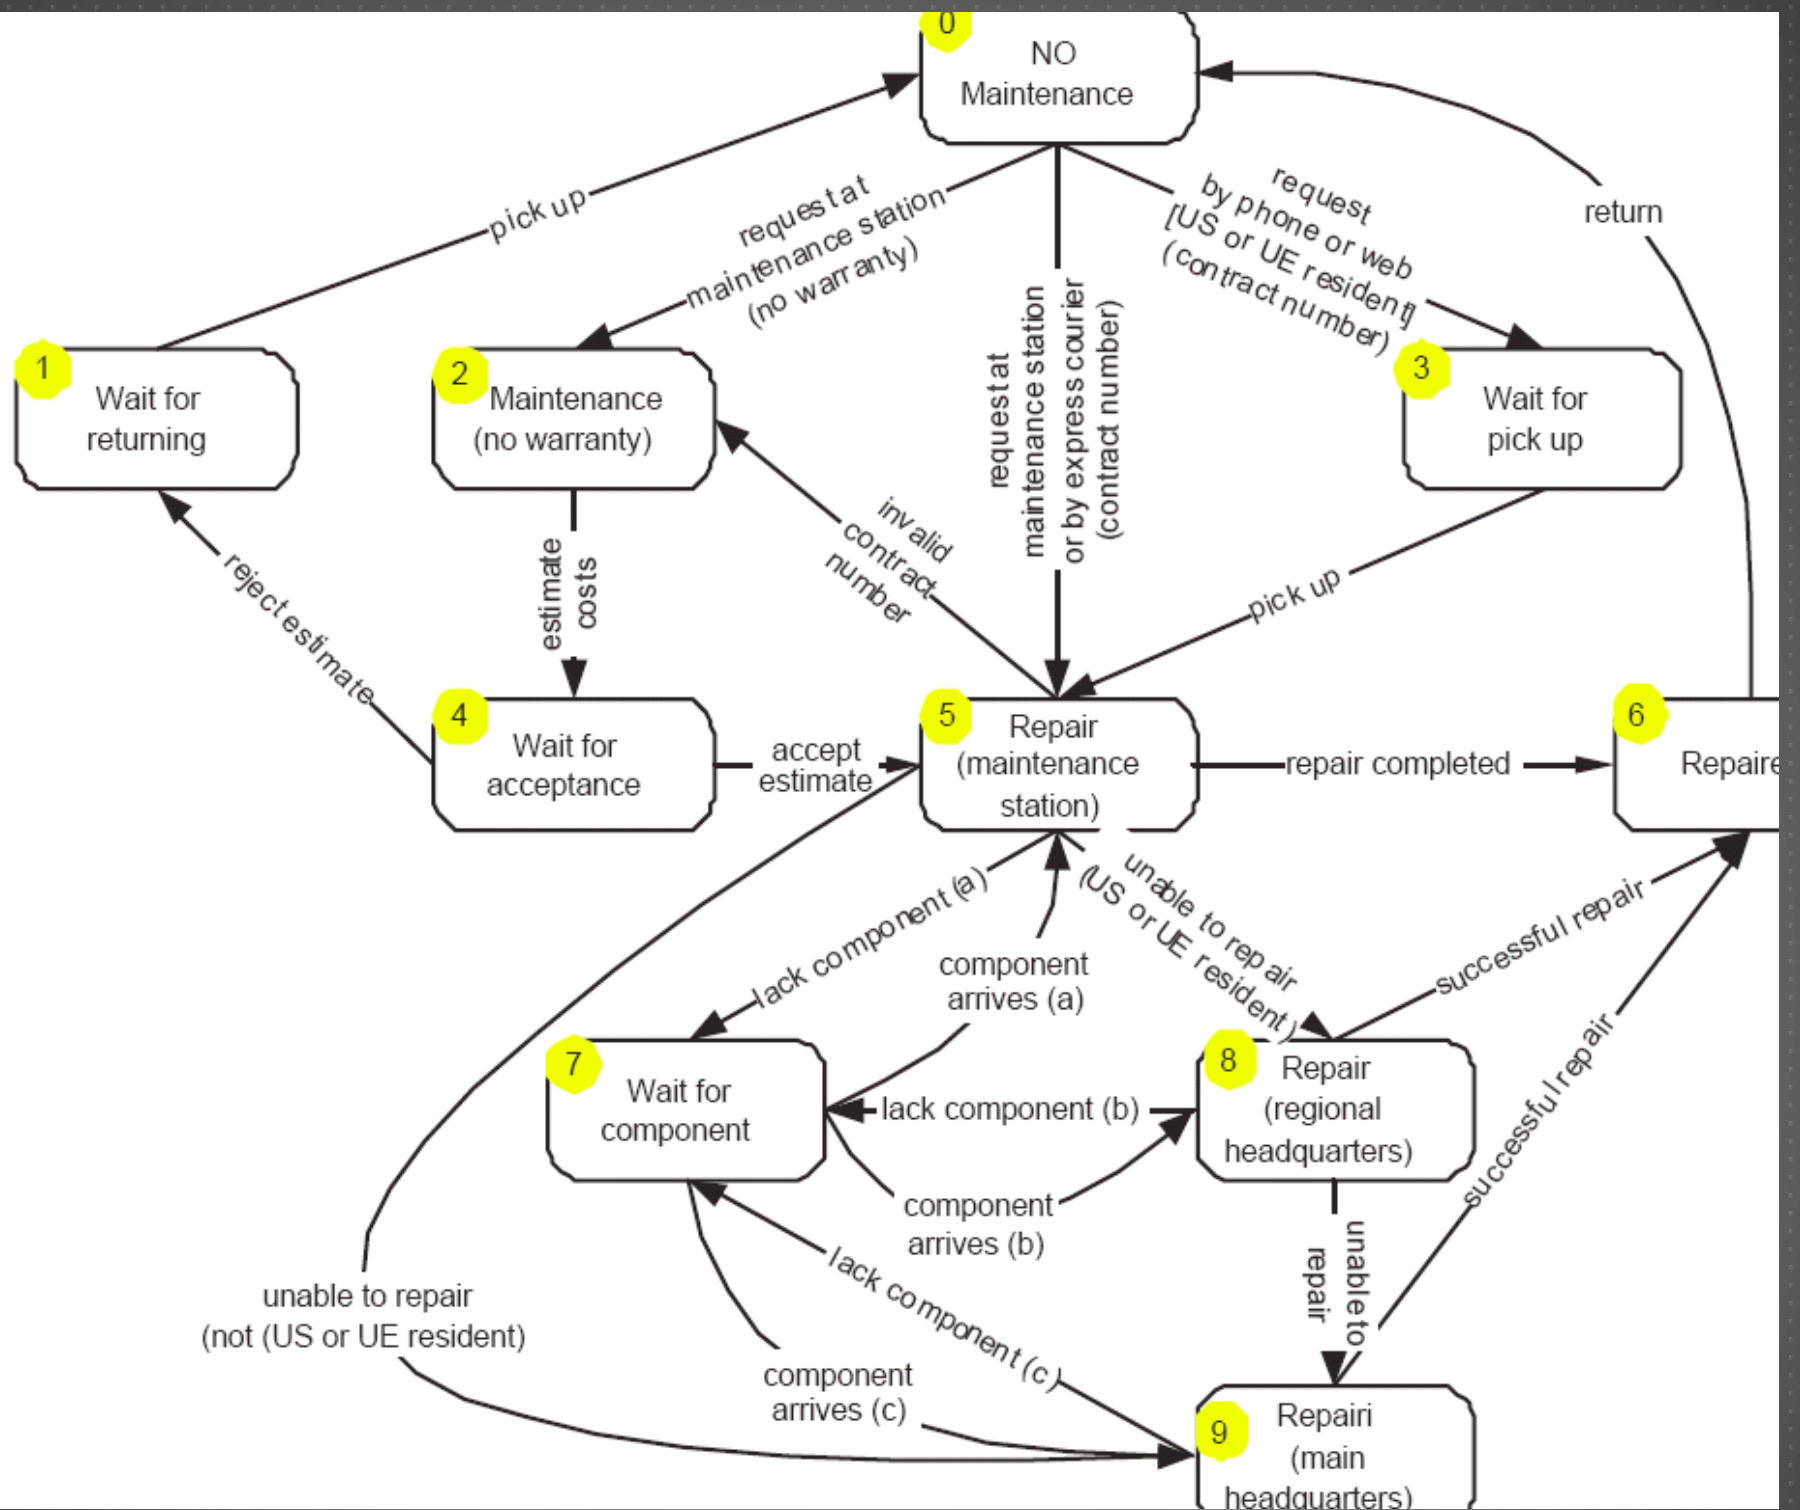 0
NO
Maintenance
pick up
request at
maintenance station
(no warranty)
request at
maintenance station
or by express courier
(contract number)
request
by phone or web
[US or UE resident]
(contract number)
return
1
Wait for
returning
2
Maintenance
(no warranty)
3
Wait for
pick up
reject estimate
estimate
costs
invalid
contract
number
pick up
4
Wait for
acceptance
accept
estimate
5
Repair
(maintenance
station)
repair completed
6
Repaire
lack component (a)
component
arrives (a)
unable to repair
(US or UE resident)
successful repair
7
Wait for
component
lack component (b)
component
arrives (b)
8
Repair
(regional
headquarters)
successful repair
unable to repair
(not (US or UE resident)
lack component (c)
component
arrives (c)
unable to
repair
9
Repairi
(main
headquarters)